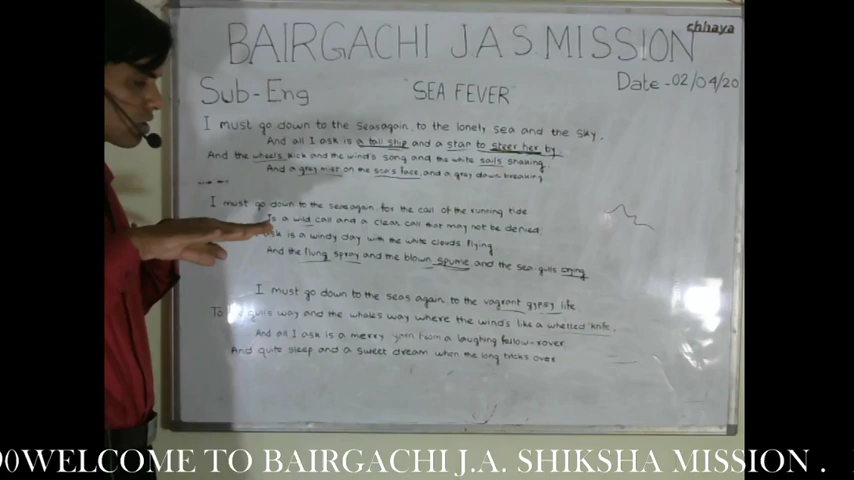 chhaya
BAIRGACHI J A S MISSION
Sub-Eng
"SEA FEVER"
Date-02/04/20
I must go down to the seas again, to the lonely sea and the sky,
And all I ask is a tall ship and a star to steer her by,
And the wheels kick and the wind's song and the white sails shaking,
And a grey mist on the sea's face, and a grey dawn breaking
I must go down to the seas again, for the call of the running tide
Is a wild call and a clear call that may not be denied;
ask is a windy day with the white clouds flying
And the flung spray and the blown spume and the sea gulls crying
I must go down to the seas again, to the vagrant gypsy life
To gulls way and the whales way where the winds like a whetted knife,
And all I ask is a merry yarn from a laughing fellow-rover
And quite sleep and a sweet dream when the long tricks over
90WELCOME TO BAIRGACHI J.A. SHIKSHA MISSION .